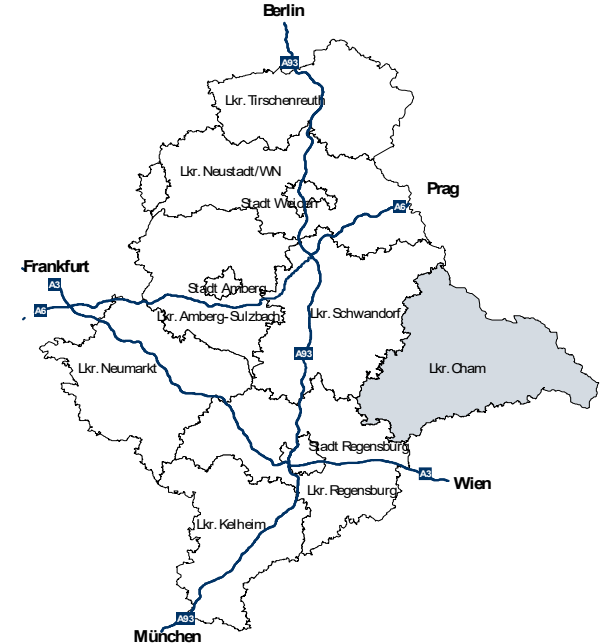 Berlin
A93
Lkr. Tirschenreuth
Lkr. Neustadt/WN
Prag
Stadt Weiden
A6
Frankfurt
A3
Stadt Amberg
A6
Lkr. Amberg-Sulzbach
Lkr. Schwandorf
A93
Lkr. Neumarkt
Lkr. Cham
Stadt Regensburg
A3
Wien
Lkr. Regensburg
Lkr. Kelheim
A93
München